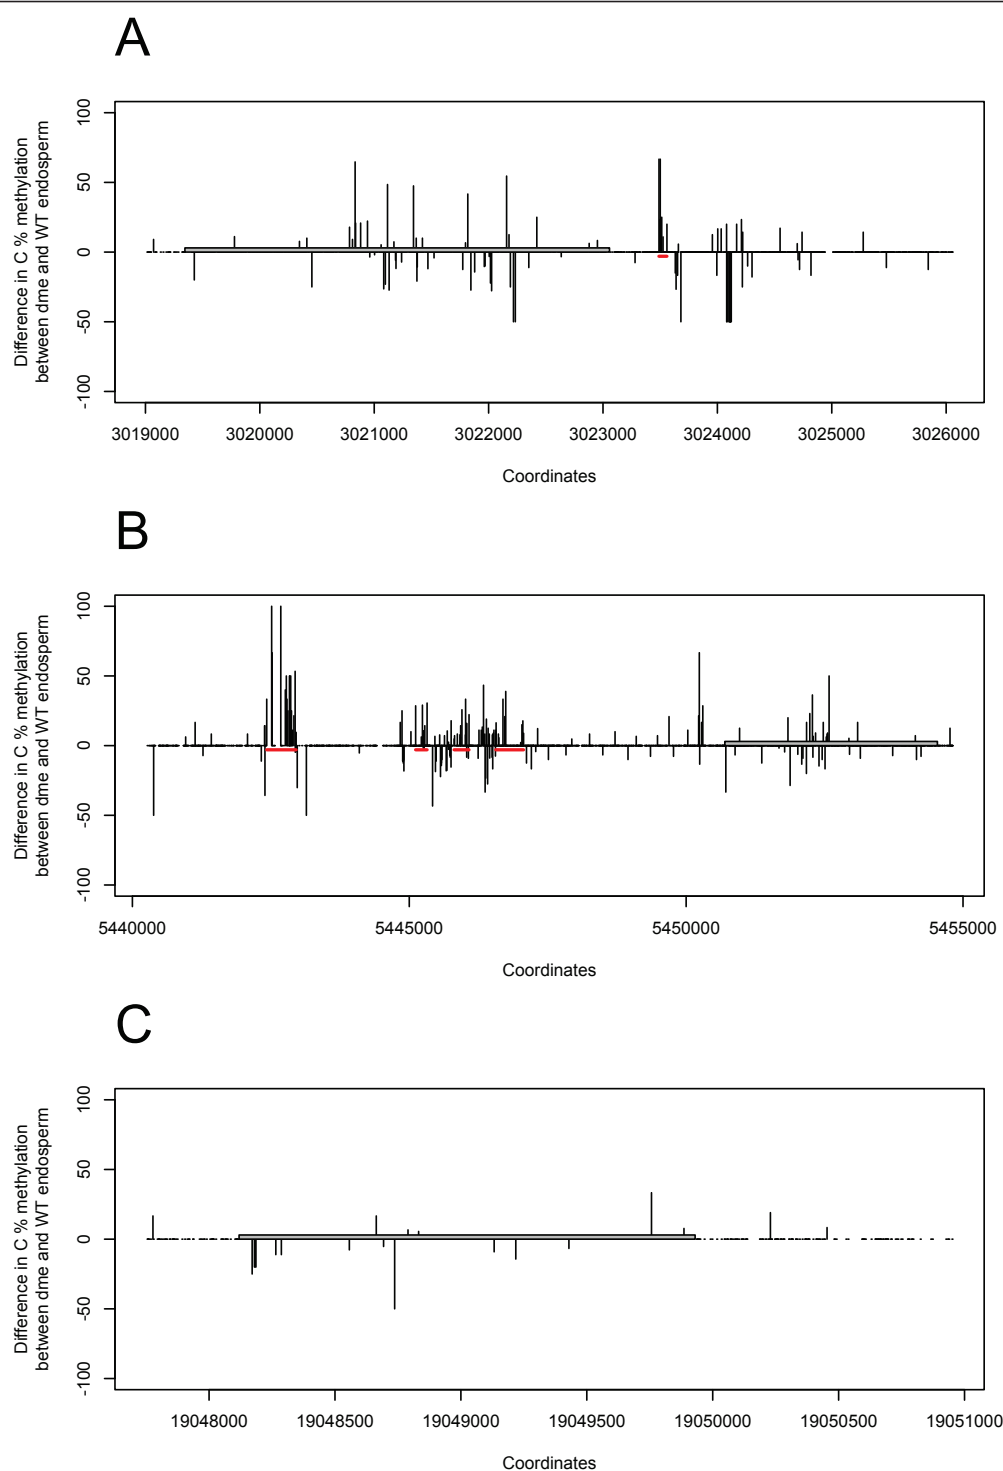 A
Difference in C % methylation
between dme and WT endosperm
100
50
0
-50
-100
3019000 3020000 3021000 3022000 3023000 3024000 3025000 3026000
Coordinates
B
Difference in C % methylation
between dme and WT endosperm
100
50
0
-50
-100
5440000 5445000 5450000 5455000
Coordinates
C
Difference in C % methylation
between dme and WT endosperm
100
50
0
-50
-100
19048000 19048500 19049000 19049500 19050000 19050500 19051000
Coordinates